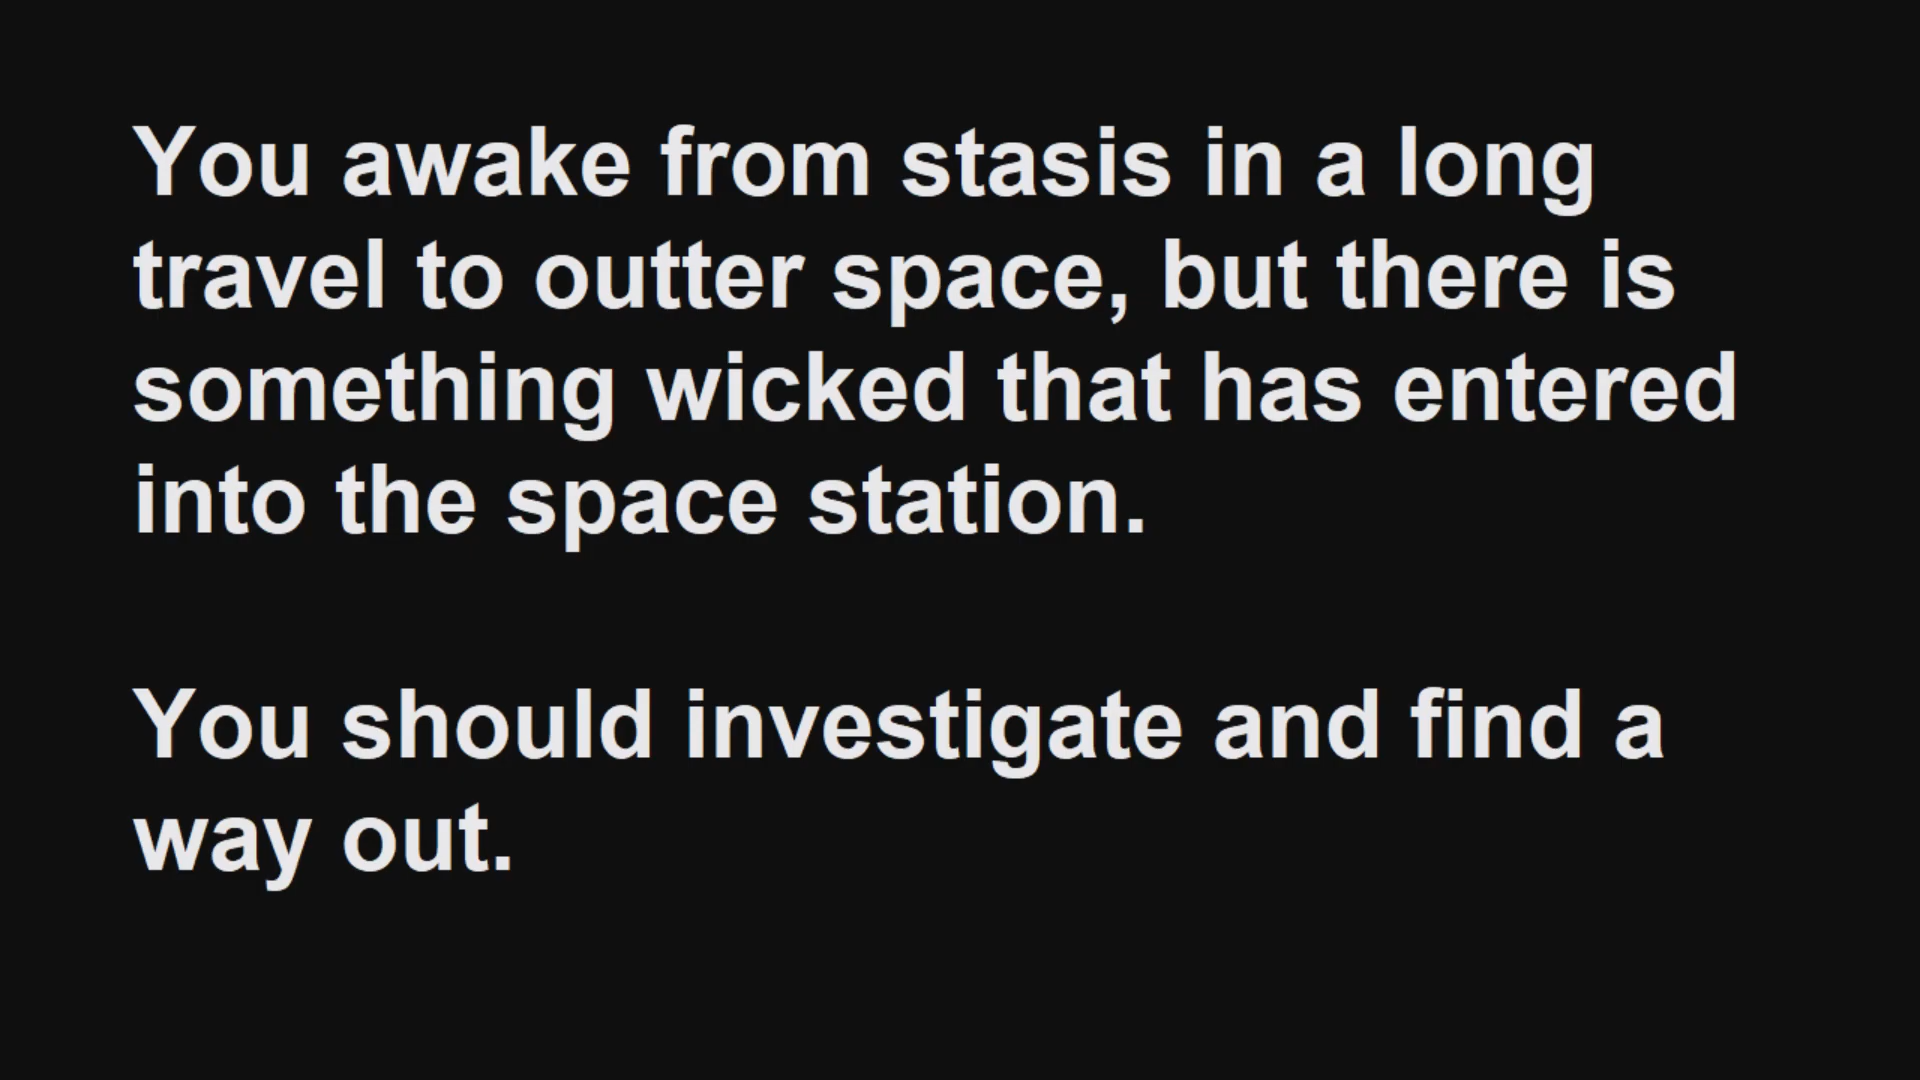 You awake from stasis in a long
travel to outter space, but there is
something wicked that has entered
into the space station.
You should investigate and find a
way out.